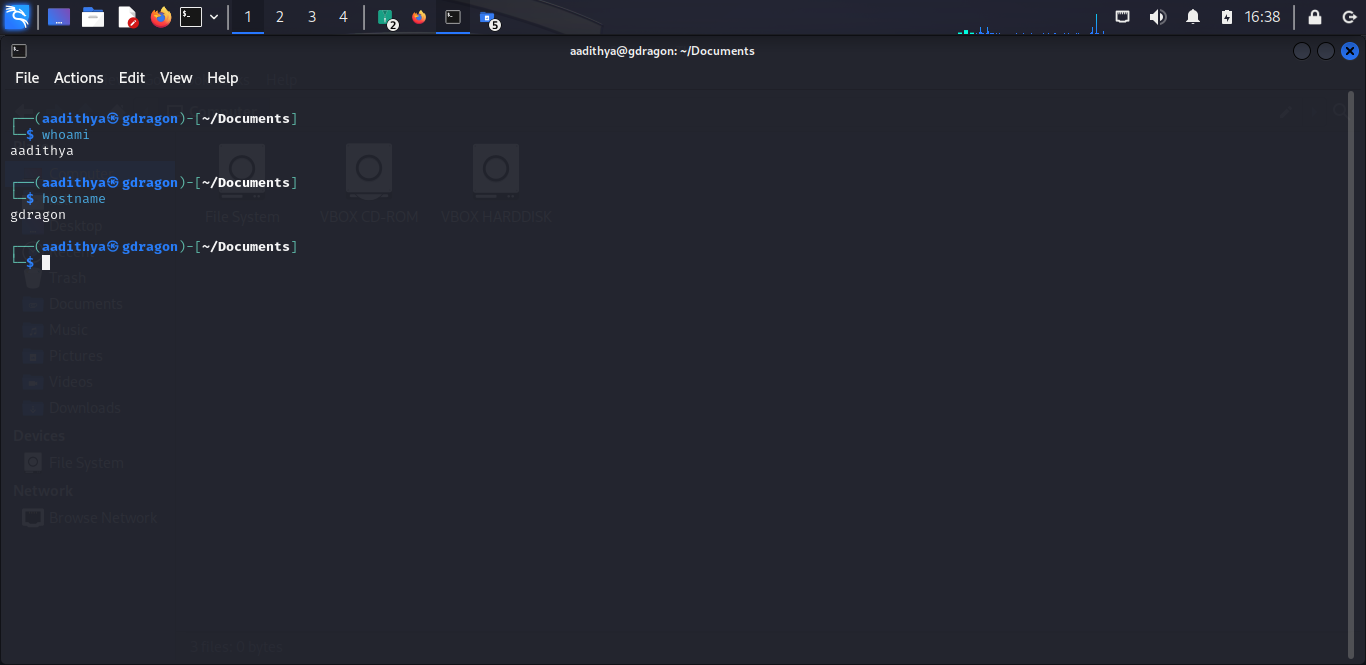 1 2 3 4 2 5 16:38
aadithya@gdragon: ~/Documents
File Actions Edit View Help
┌──(aadithya㉿gdragon)-[~/Documents]
└─$ whoami
aadithya
┌──(aadithya㉿gdragon)-[~/Documents]
└─$ hostname
gdragon
┌──(aadithya㉿gdragon)-[~/Documents]
└─$
File System VBOX CD-ROM VBOX HARDDISK
Desktop
Trash
Documents
Music
Pictures
Videos
Downloads
Devices
File System
Network
Browse Network